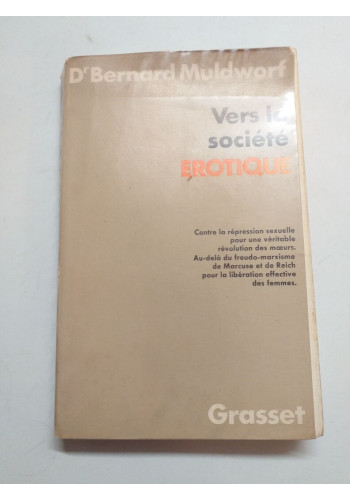 Dr Bernard Muldworf
Vers la
société
EROTIQUE
Contre la répression sexuelle
pour une véritable
révolution des mœurs.
Au-delà du freudo-marxisme
de Marcuse et de Reich
pour la libération effective
des femmes.
Grasset